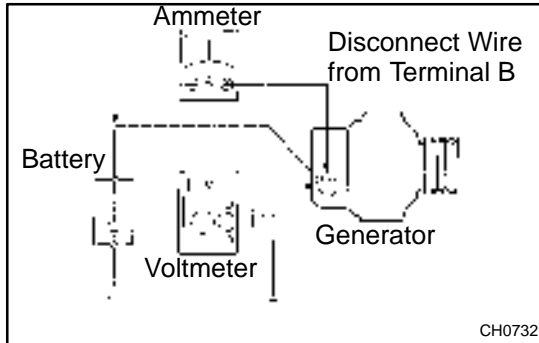 Ammeter
Disconnect Wire
from Terminal B
Battery
Generator
Voltmeter
CH0732